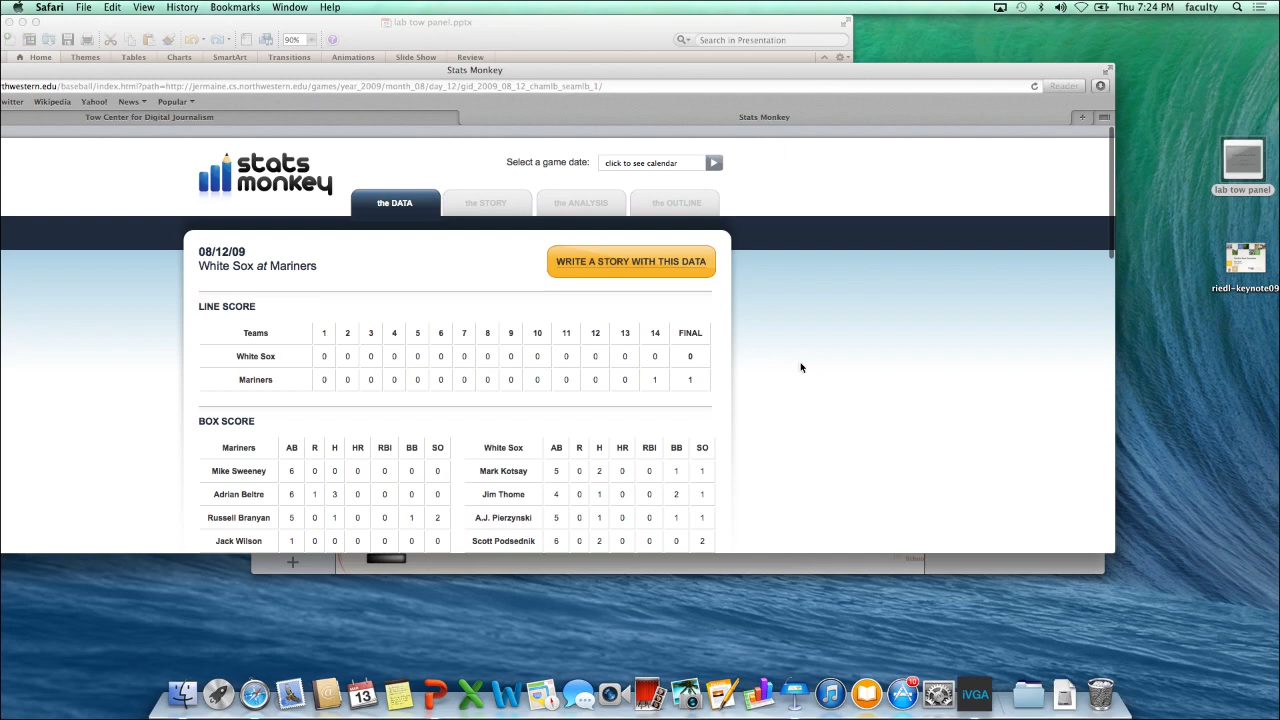 Safari File Edit View History Bookmarks Window Help Thu 7:24 PM faculty
lab tow panel.pptx
90% Search in Presentation
Home Themes Tables Charts SmartArt Transitions Animations Slide Show Review
Stats Monkey
thwestern.edu/baseball/index.html?path=http://jermaine.cs.northwestern.edu/games/year_2009/month_08/day_12/gid_2009_08_12_chamlb_seamlb_1/ Reader
witter Wikipedia Yahoo! News Popular
Tow Center for Digital Journalism Stats Monkey
stats monkey
Select a game date: click to see calendar
the DATA the STORY the ANALYSIS the OUTLINE
lab tow panel
riedl-keynote09
08/12/09
White Sox at Mariners
WRITE A STORY WITH THIS DATA
LINE SCORE
Teams 1 2 3 4 5 6 7 8 9 10 11 12 13 14 FINAL
White Sox 0 0 0 0 0 0 0 0 0 0 0 0 0 0 0
Mariners 0 0 0 0 0 0 0 0 0 0 0 0 0 1 1
BOX SCORE
Mariners AB R H HR RBI BB SO White Sox AB R H HR RBI BB SO
Mike Sweeney 6 0 0 0 0 0 0 Mark Kotsay 5 0 2 0 0 1 1
Adrian Beltre 6 1 3 0 0 0 0 Jim Thome 4 0 1 0 0 2 1
Russell Branyan 5 0 1 0 0 1 2 A.J. Pierzynski 5 0 1 0 0 1 1
Jack Wilson 1 0 0 0 0 0 0 Scott Podsednik 6 0 2 0 0 0 2
MAR 13 10 iVGA